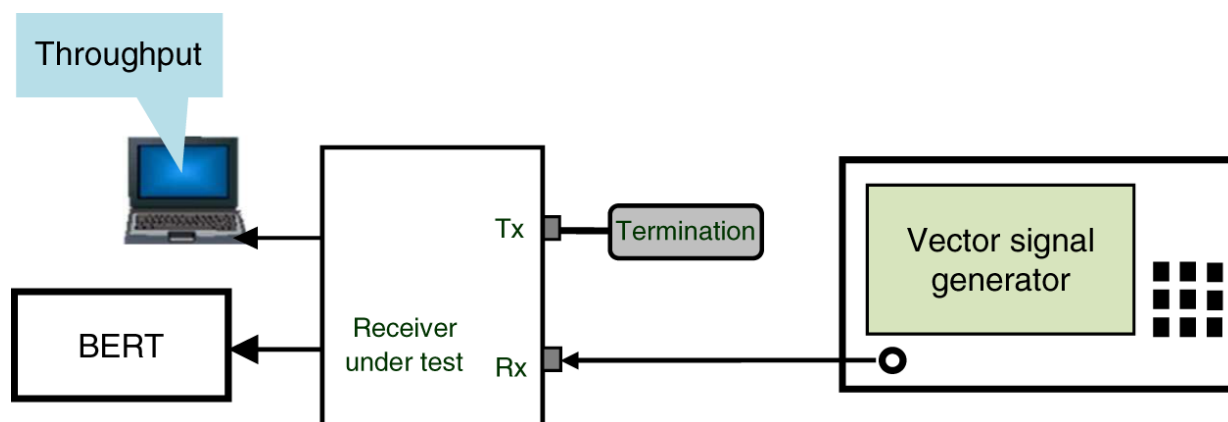 Throughput
Tx
Termination
Vector signal
generator
BERT
Receiver
under test
Rx